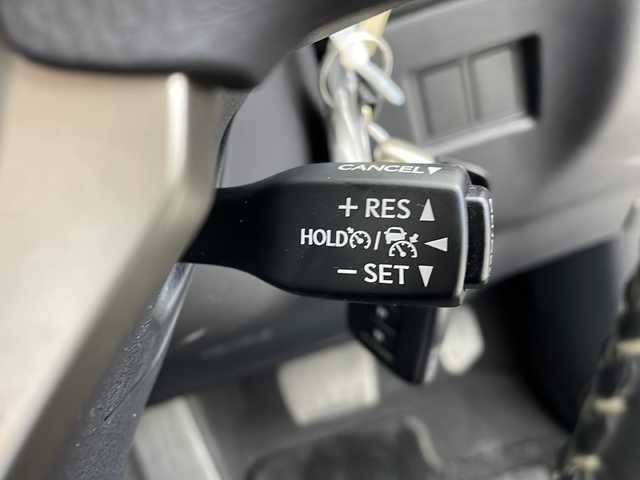 CANCEL▼
+ RES ▲
HOLD / ◄
− SET ▼